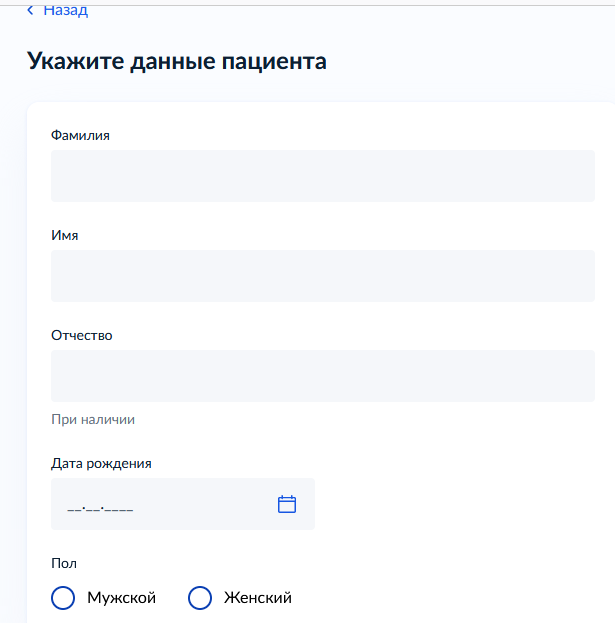 Назад
Укажите данные пациента
Фамилия
Имя
Отчество
При наличии
Дата рождения
__.__.____
Пол
Мужской Женский